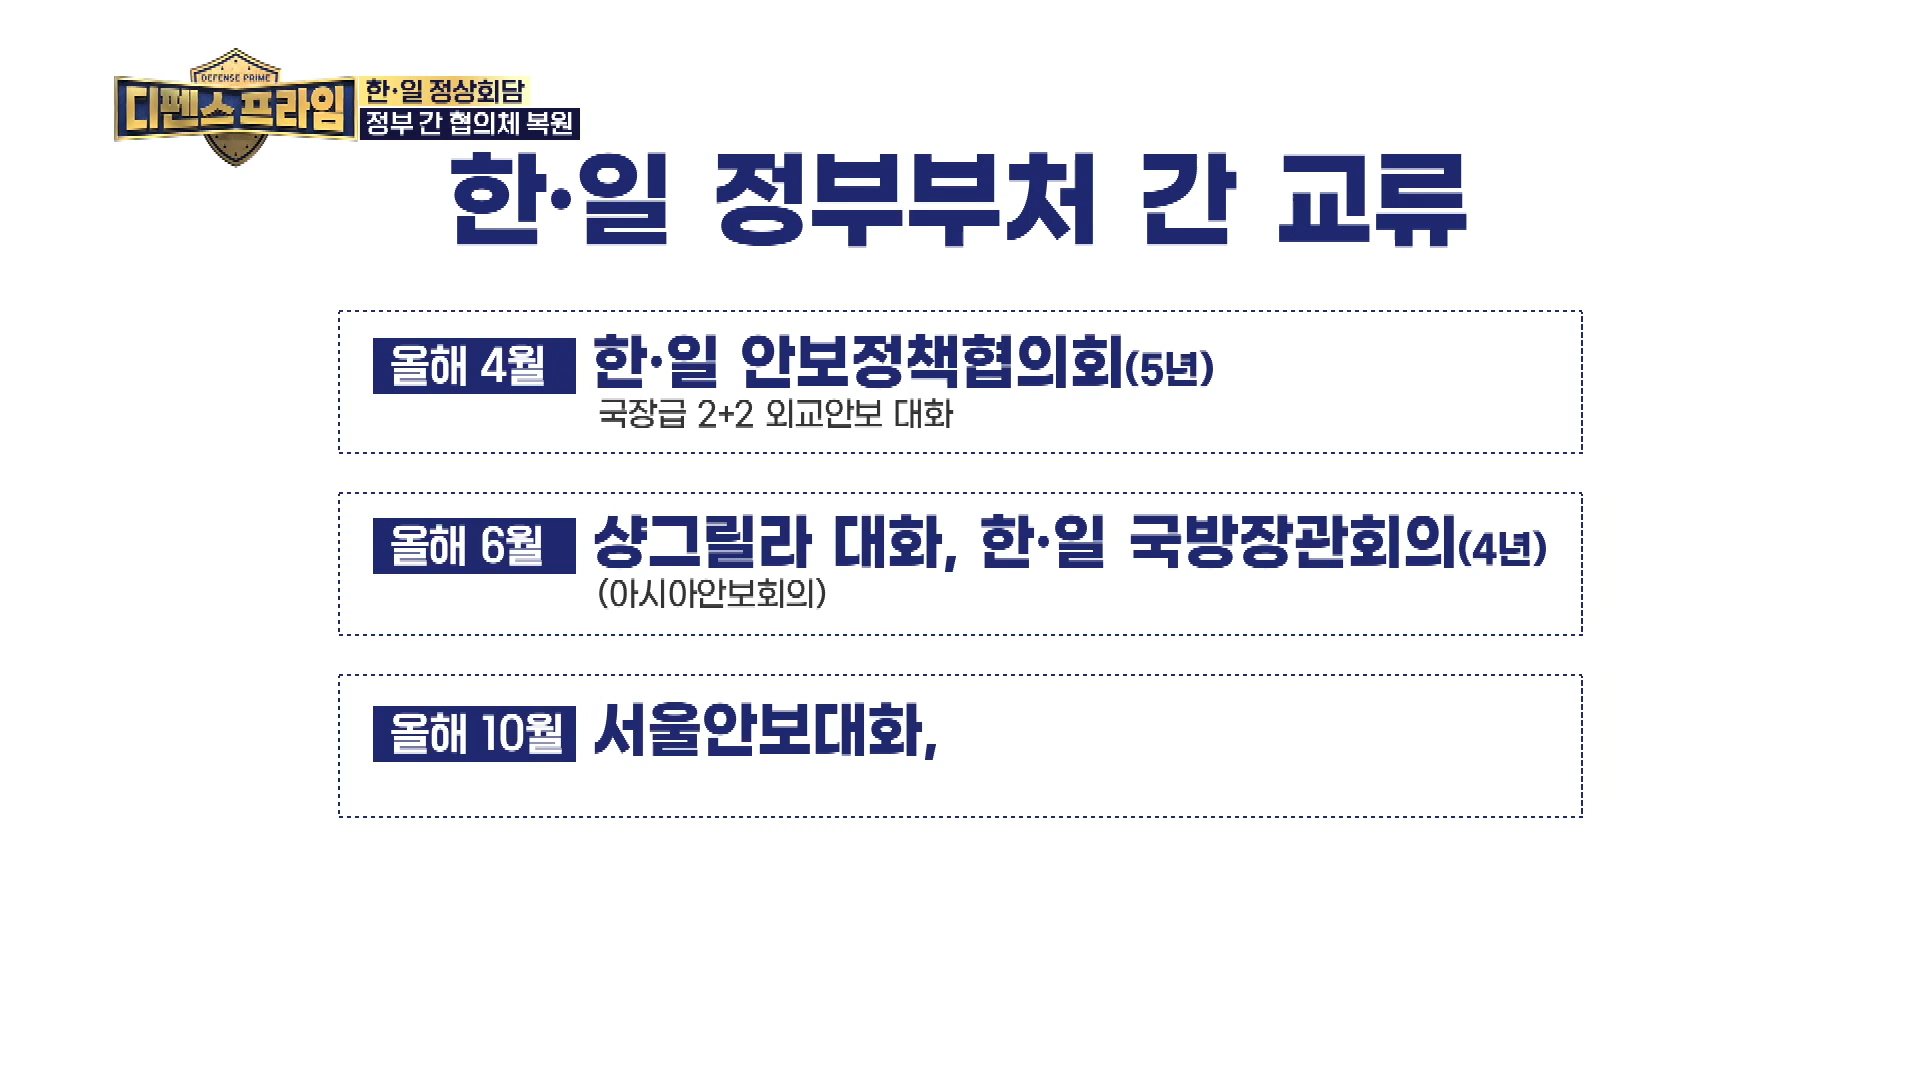 DEFENSE PRIME
디펜스프라임
한·일 정상회담
정부 간 협의체 복원
한·일 정부부처 간 교류
올해 4월 한·일 안보정책협의회(5년)
국장급 2+2 외교안보 대화
올해 6월 샹그릴라 대화, 한·일 국방장관회의(4년)
(아시아안보회의)
올해 10월 서울안보대화,